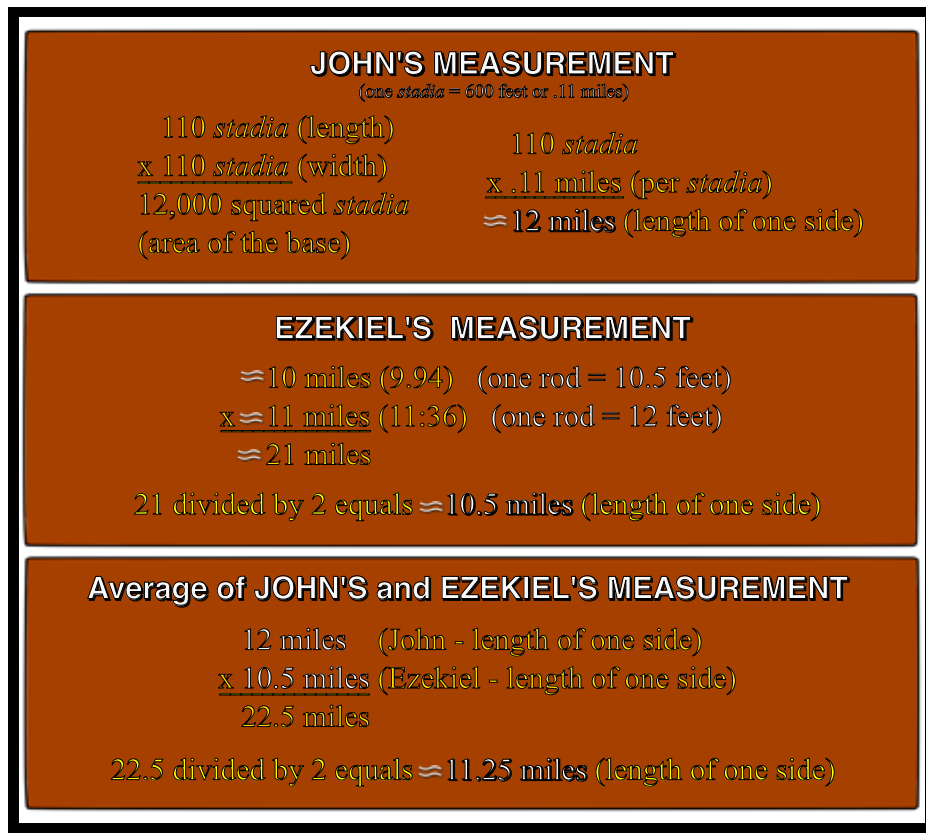 JOHN'S MEASUREMENT
(one stadia = 600 feet or .11 miles)
110 stadia (length)
x 110 stadia (width)
12,000 squared stadia
(area of the base)
110 stadia
x .11 miles (per stadia)
≈12 miles (length of one side)
EZEKIEL'S MEASUREMENT
≈10 miles (9.94) (one rod = 10.5 feet)
x≈11 miles (11:36) (one rod = 12 feet)
≈21 miles
21 divided by 2 equals ≈10.5 miles (length of one side)
Average of JOHN'S and EZEKIEL'S MEASUREMENT
12 miles (John - length of one side)
x 10.5 miles (Ezekiel - length of one side)
22.5 miles
22.5 divided by 2 equals ≈11.25 miles (length of one side)